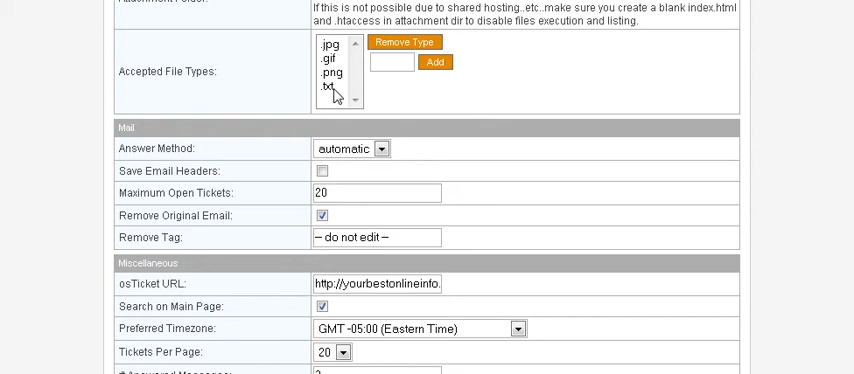 If this is not possible due to shared hosting..etc..make sure you create a blank index.html
and .htaccess in attachment dir to disable files execution and listing.
Accepted File Types:
.jpg
.gif
.png
.txt
Remove Type
Add
Mail
Answer Method:
automatic
Save Email Headers:
Maximum Open Tickets:
20
Remove Original Email:
Remove Tag:
-- do not edit --
Miscellaneous
osTicket URL:
http://yourbestonlineinfo.
Search on Main Page:
Preferred Timezone:
GMT -05:00 (Eastern Time)
Tickets Per Page:
20